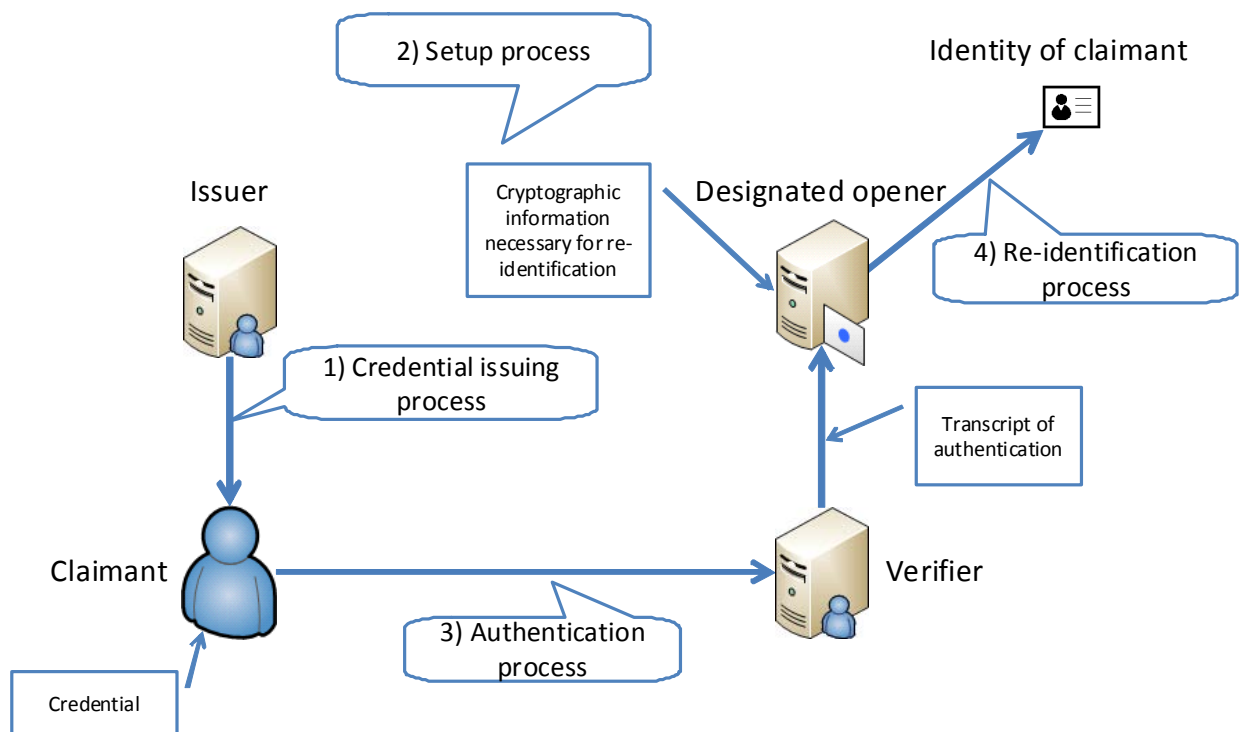 2) Setup process
Identity of claimant
Issuer
Cryptographic
information
necessary for re-
identification
Designated opener
4) Re-identification
process
1) Credential issuing
process
Transcript of
authentication
Claimant
Verifier
3) Authentication
process
Credential